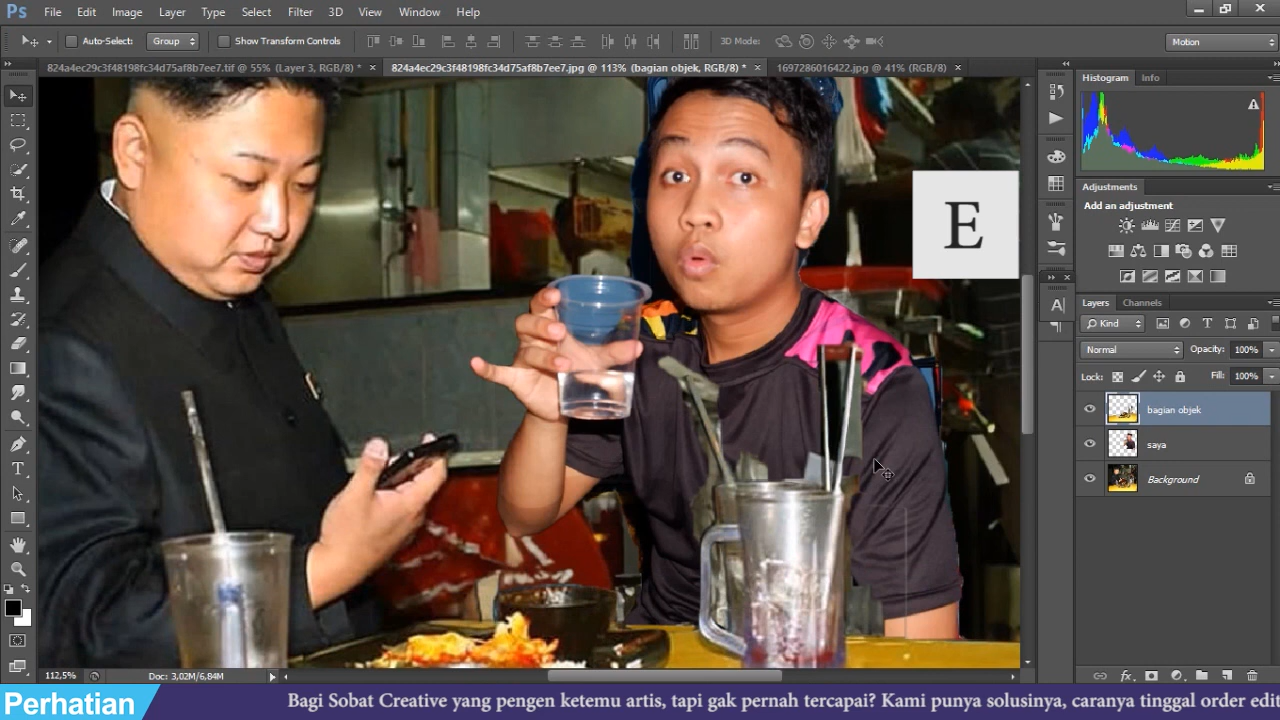 Ps File Edit Image Layer Type Select Filter 3D View Window Help
Auto-Select: Group Show Transform Controls 3D Mode: Motion
824a4ec29c3f48198fc34d75af8b7ee7.tif @ 55% (Layer 3, RGB/8) * × 824a4ec29c3f48198fc34d75af8b7ee7.jpg @ 113% (bagian objek, RGB/8) * × 1697286016422.jpg @ 41% (RGB/8) ×
Histogram Info
Adjustments
Add an adjustment
E
Layers Channels
Kind
Normal Opacity: 100%
Lock: Fill: 100%
bagian objek
saya
Background
112,5% Doc: 3,02M/6,84M
Perhatian
Bagi Sobat Creative yang pengen ketemu artis, tapi gak pernah tercapai? Kami punya solusinya, caranya tinggal order edi